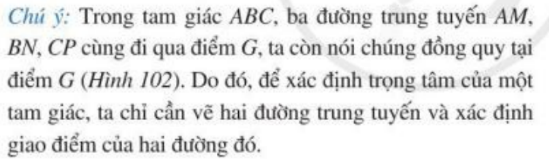 Chú ý: Trong tam giác ABC, ba đường trung tuyến AM,
BN, CP cùng đi qua điểm G, ta còn nói chúng đồng quy tại
điểm G (Hình 102). Do đó, để xác định trọng tâm của một
tam giác, ta chỉ cần vẽ hai đường trung tuyến và xác định
giao điểm của hai đường đó.